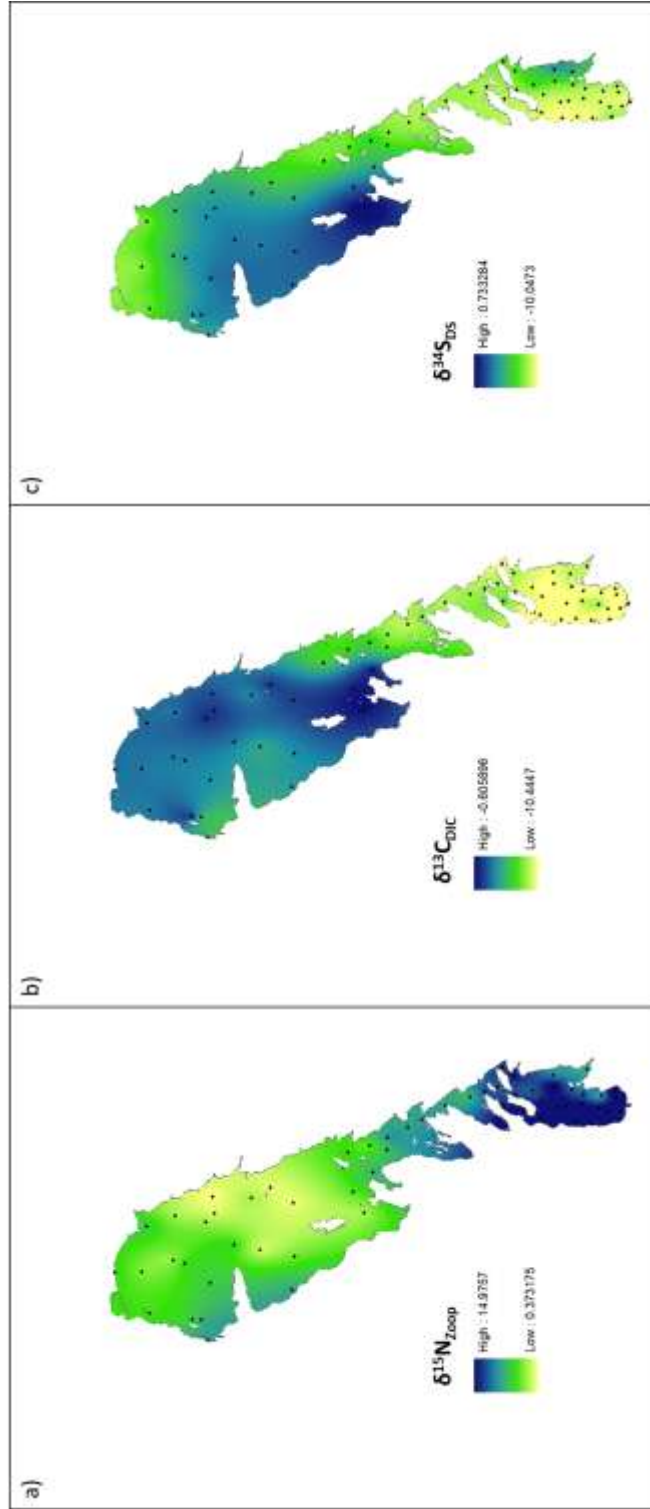 a)
δ15NZoop
High : 14.9757
Low : 0.373175
b)
δ13CDIC
High : -0.605896
Low : -10.4447
c)
δ34SDS
High : 0.733284
Low : -10.0473